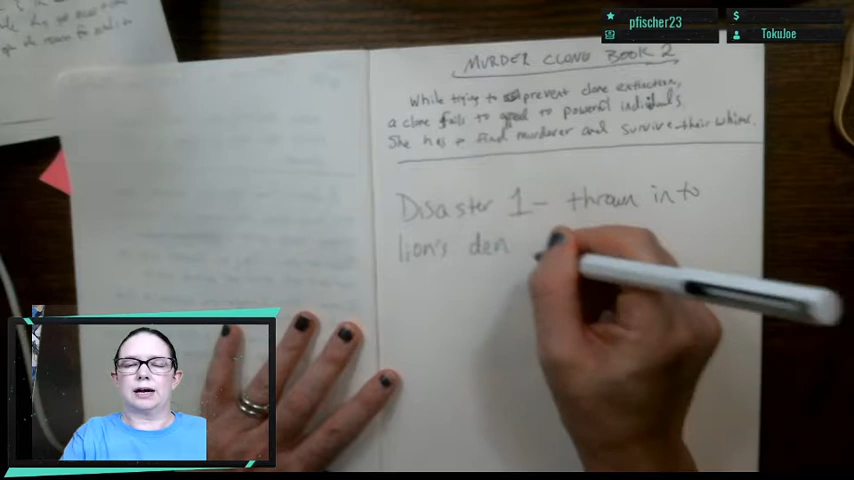 pfischer23
TokuJoe
MURDER CLONE BOOK 2
While trying to prevent clone extinction,
a clone fails to to powerful individuals
She has to find murderer and survive their whims.
Disaster 1- thrown into
lion's den